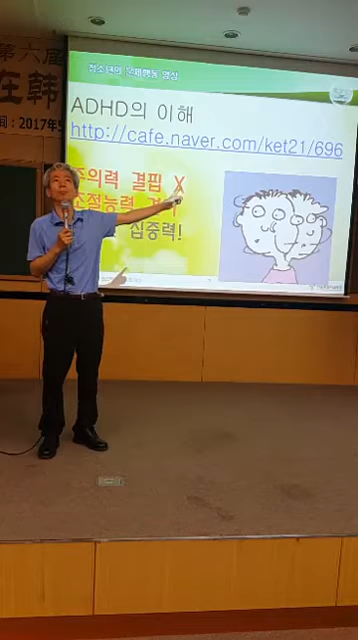 第六届
在韩
间：2017年5
청소년의 문제행동 영상
ADHD의 이해
http://cafe.naver.com/ket21/696
주의력 결핍 X
조절능력
집중력!